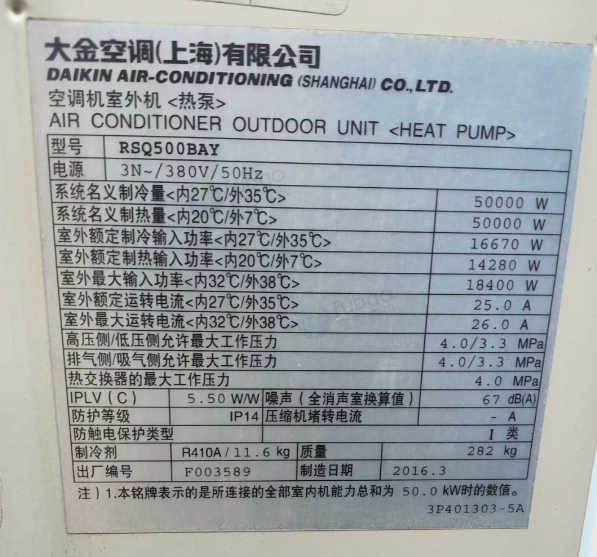 大金空调(上海)有限公司
DAIKIN AIR-CONDITIONING (SHANGHAI) CO.,LTD.
空调机室外机 <热泵>
AIR CONDITIONER OUTDOOR UNIT <HEAT PUMP>
型号 RSQ500BAY
电源 3N~/380V/50Hz
系统名义制冷量<内27℃/外35℃> 50000 W
系统名义制热量<内20℃/外7℃> 50000 W
室外额定制冷输入功率<内27℃/外35℃> 16670 W
室外额定制热输入功率<内20℃/外7℃> 14280 W
室外最大输入功率<内32℃/外38℃> 18400 W
室外额定运转电流<内27℃/外35℃> 25.0 A
室外最大运转电流<内32℃/外38℃> 26.0 A
高压侧/低压侧允许最大工作压力 4.0/3.3 MPa
排气侧/吸气侧允许最大工作压力 4.0/3.3 MPa
热交换器的最大工作压力 4.0 MPa
IPLV(C) 5.50 W/W 噪声（全消声室换算值） 67 dB(A)
防护等级 IP14 压缩机堵转电流 - A
防触电保护类型 I 类
制冷剂 R410A/11.6 kg 质量 282 kg
出厂编号 F003589 制造日期 2016.3
注）1.本铭牌表示的是所连接的全部室内机能力总和为 50.0 kW时的数值。
3P401303-5A